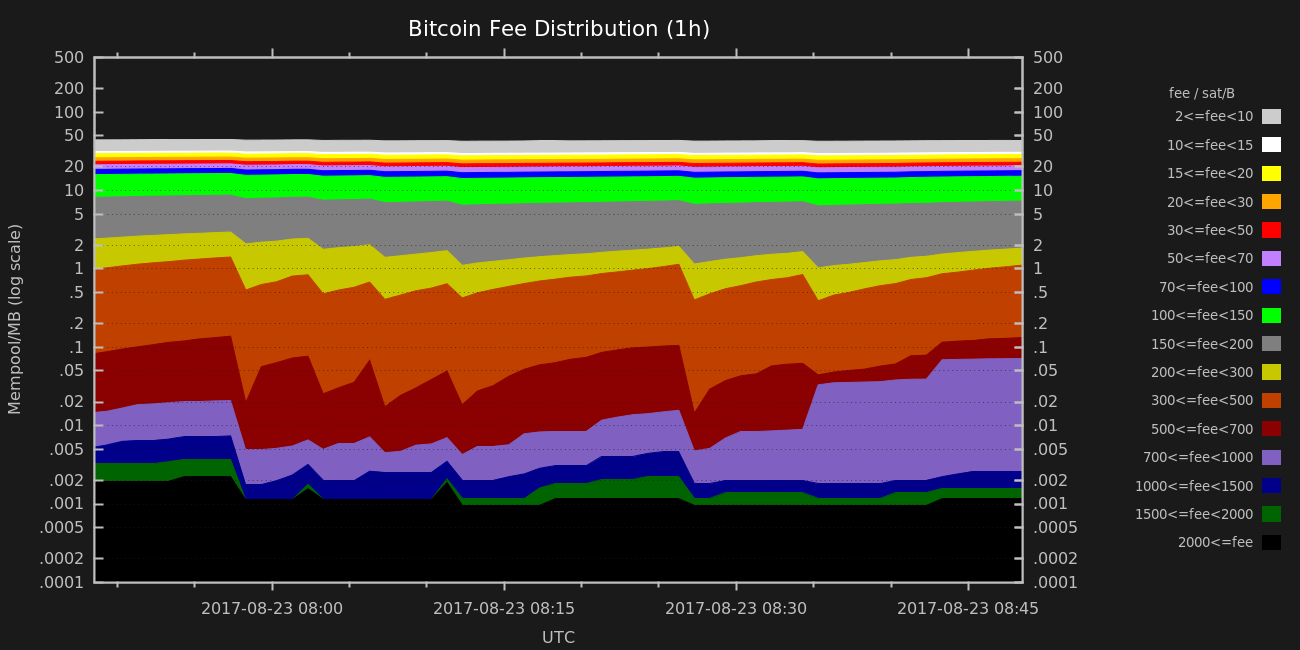 Bitcoin Fee Distribution (1h)
Mempool/MB (log scale)
500
200
100
50
20
10
5
2
1
.5
.2
.1
.05
.02
.01
.005
.002
.001
.0005
.0002
.0001
500
200
100
50
20
10
5
2
1
.5
.2
.1
.05
.02
.01
.005
.002
.001
.0005
.0002
.0001
2017-08-23 08:00
2017-08-23 08:15
2017-08-23 08:30
2017-08-23 08:45
UTC
fee / sat/B
2<=fee<10
10<=fee<15
15<=fee<20
20<=fee<30
30<=fee<50
50<=fee<70
70<=fee<100
100<=fee<150
150<=fee<200
200<=fee<300
300<=fee<500
500<=fee<700
700<=fee<1000
1000<=fee<1500
1500<=fee<2000
2000<=fee